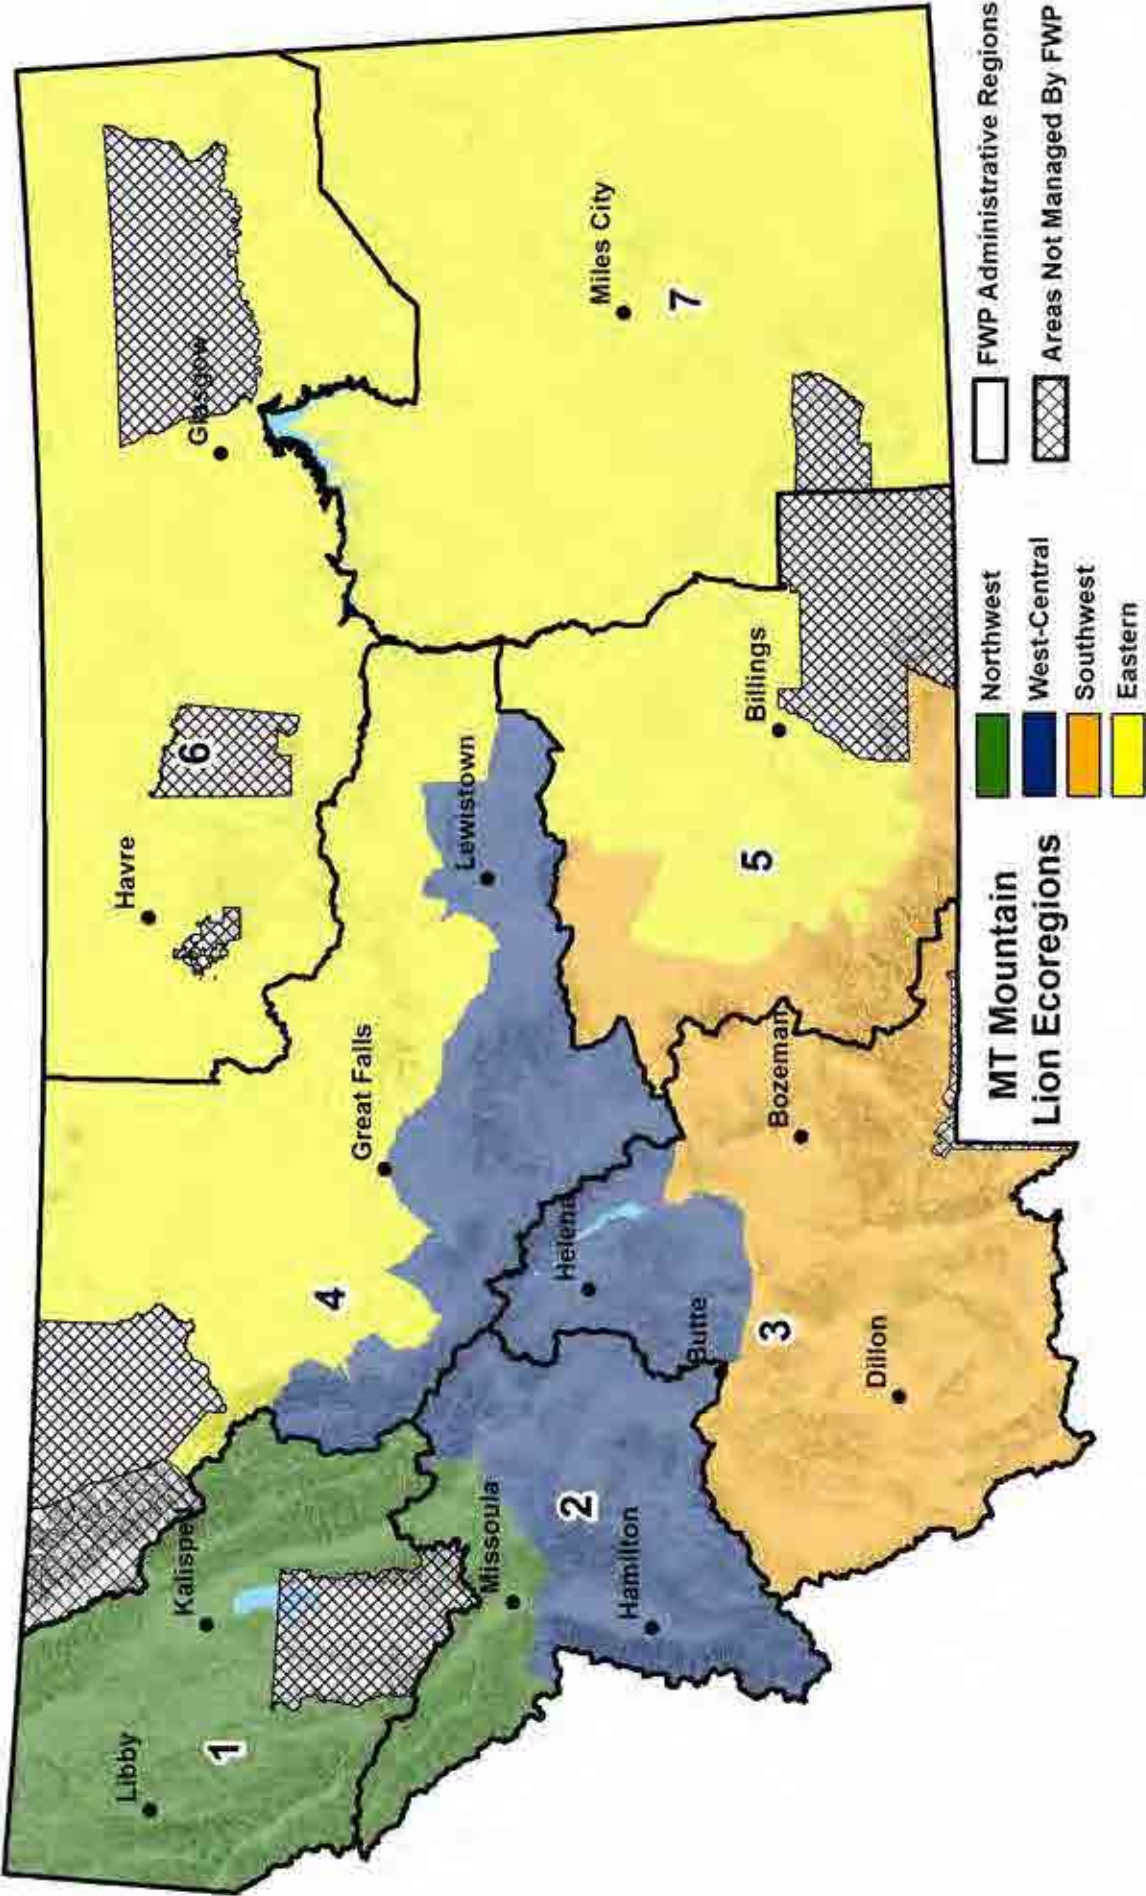 Libby
Kalispe
1
Missoula
2
Hamilton
Great Falls
4
Helena
Butte
3
Dillon
Bozeman
Havre
6
Glasgow
Lewistown
5
Billings
Miles City
7
MT Mountain
Lion Ecoregions
Northwest
West-Central
Southwest
Eastern
FWP Administrative Regions
Areas Not Managed By FWP